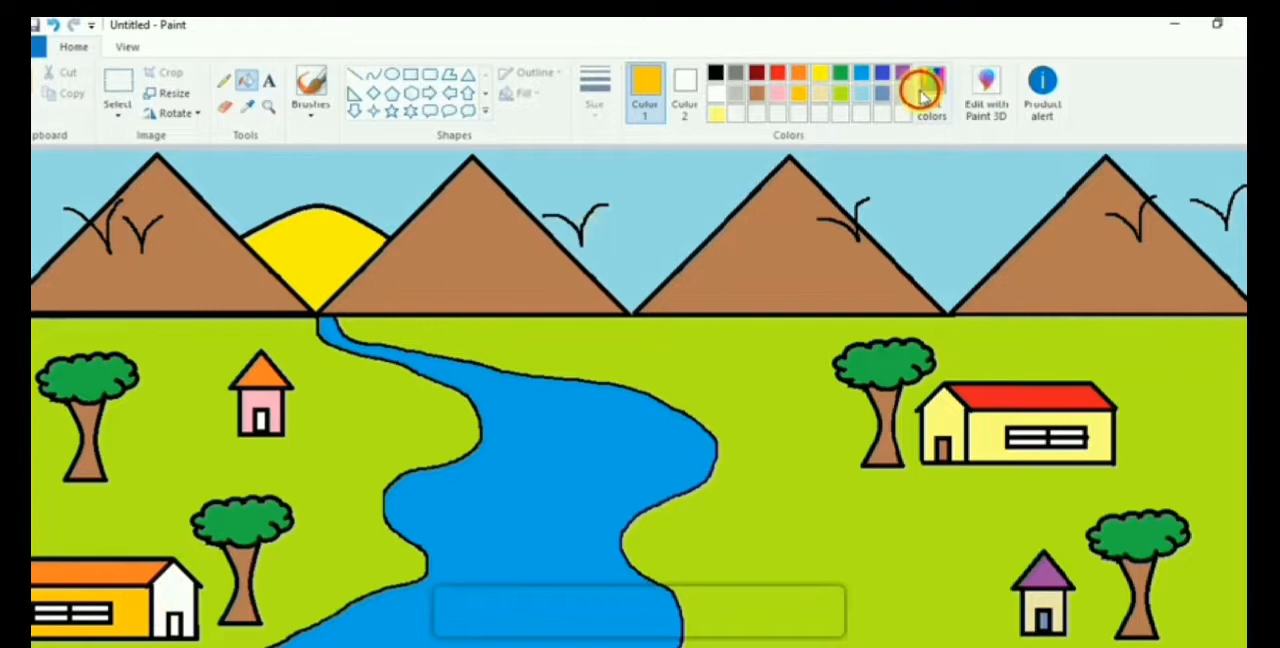 Untitled - Paint
Home View
Cut
Copy
Select
Crop
Resize
Rotate
A
Brushes
Outline
Fill
Size
Color 1
Color 2
colors
Edit with Paint 3D
Product alert
pboard
Image
Tools
Shapes
Colors